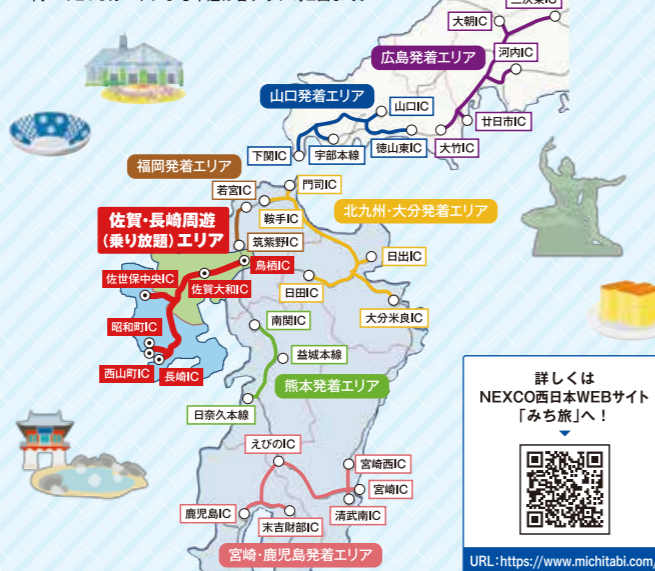 大朝IC
河内IC
広島発着エリア
山口発着エリア
山口IC
廿日市IC
下関IC
宇部本線
徳山東IC
大竹IC
福岡発着エリア
若宮IC
門司IC
鞍手IC
北九州・大分発着エリア
佐賀・長崎周遊
(乗り放題)エリア
筑紫野IC
鳥栖IC
日出IC
佐世保中央IC
佐賀大和IC
日田IC
大分米良IC
昭和町IC
南関IC
益城本線
西山町IC
長崎IC
熊本発着エリア
日奈久本線
詳しくは
NEXCO西日本WEBサイト
「みち旅」へ!
えびのIC
宮崎西IC
宮崎IC
鹿児島IC
末吉財部IC
清武南IC
宮崎・鹿児島発着エリア
URL:https://www.michitabi.com/